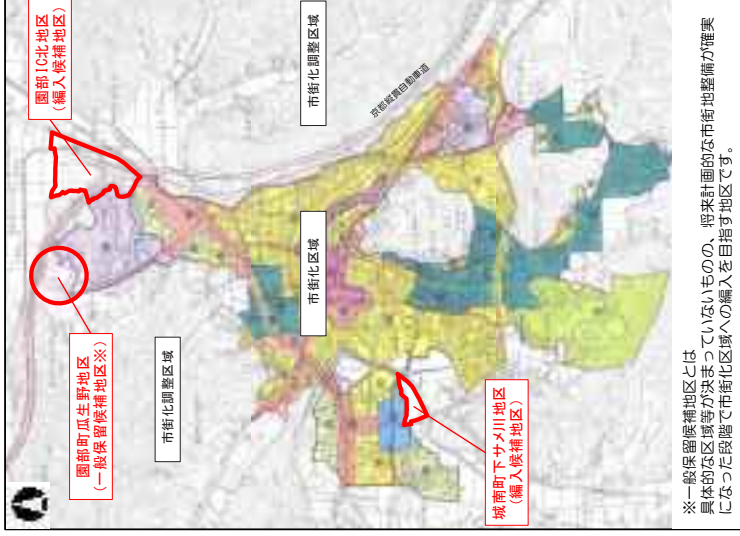 園部IC北地区
(編入候補地区)
市街化調整区域
京都縦貫自動車道
園部町瓜生野地区
(一般保留候補地区※)
市街化調整区域
市街化区域
城南町下サメ川地区
(編入候補地区)
※一般保留候補地区とは
具体的な区域等が決まっていないものの、将来計画的な市街地整備が確実
になった段階で市街化区域への編入を目指す地区です。